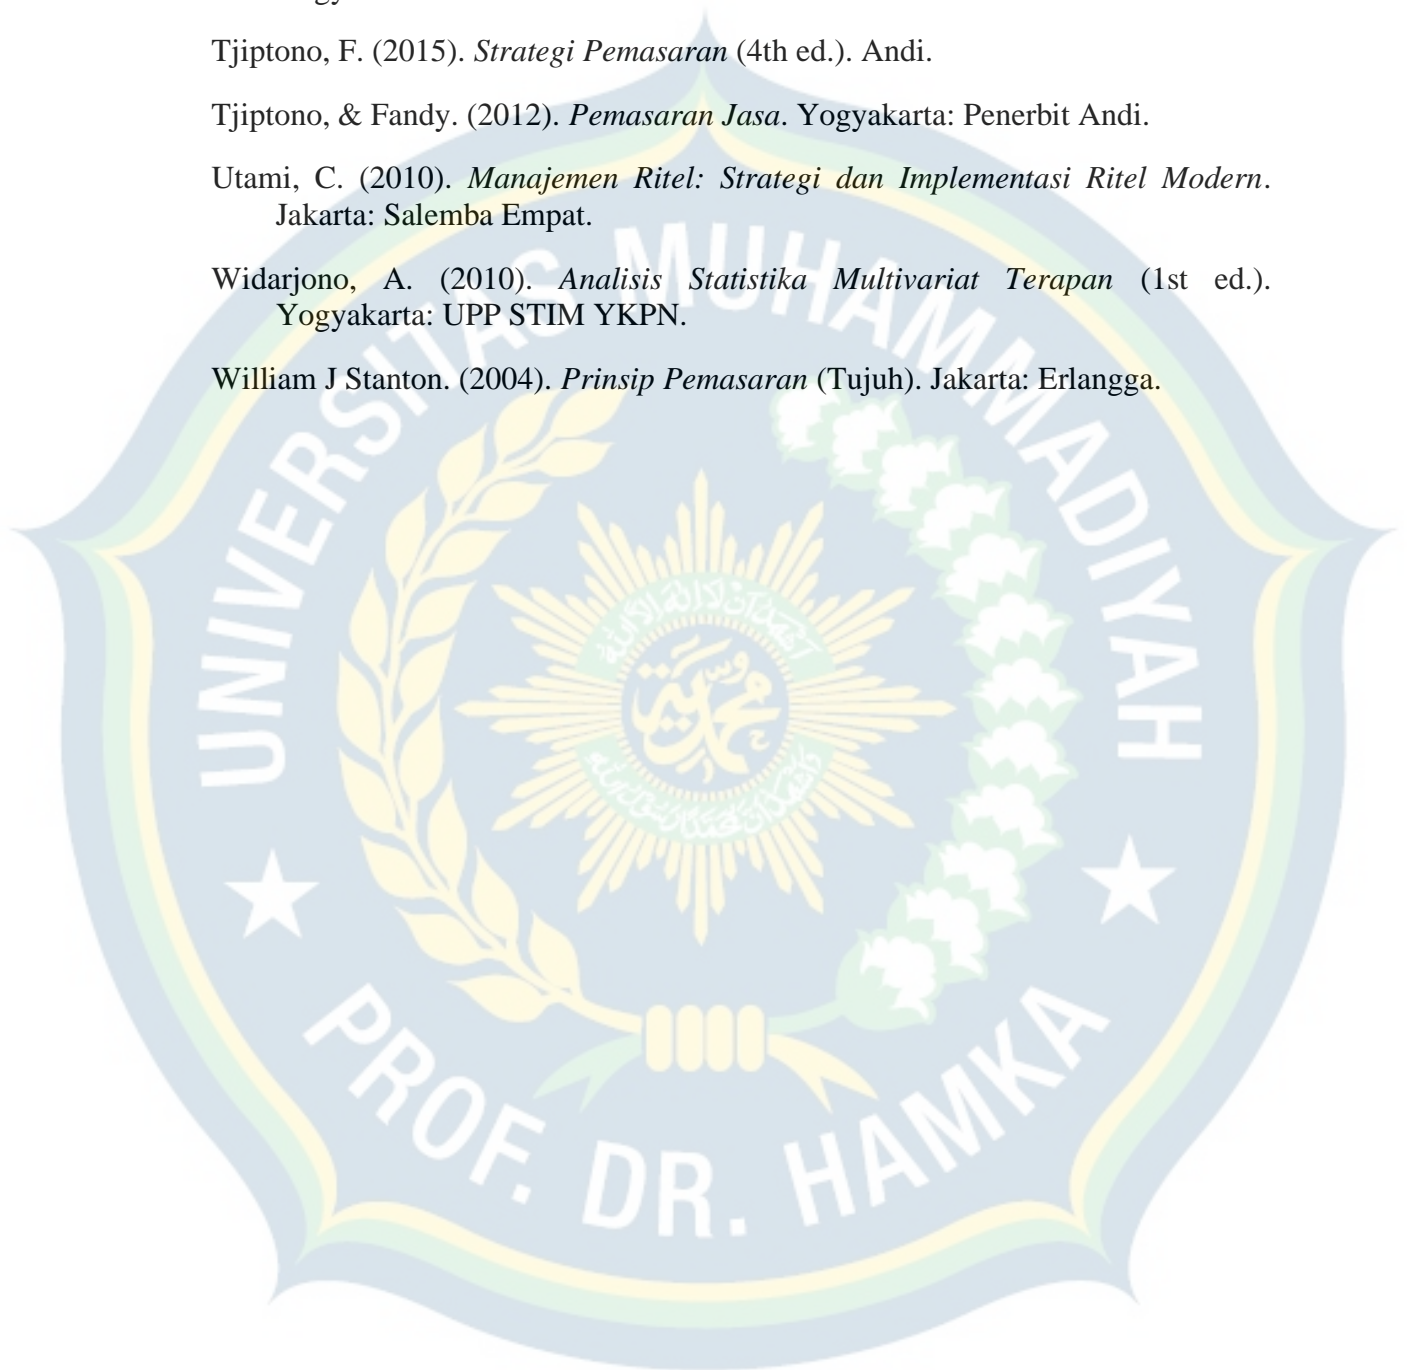 Tjiptono, F. (2015). Strategi Pemasaran (4th ed.). Andi.
Tjiptono, & Fandy. (2012). Pemasaran Jasa. Yogyakarta: Penerbit Andi.
Utami, C. (2010). Manajemen Ritel: Strategi dan Implementasi Ritel Modern.
Jakarta: Salemba Empat.
Widarjono, A. (2010). Analisis Statistika Multivariat Terapan (1st ed.).
Yogyakarta: UPP STIM YKPN.
William J Stanton. (2004). Prinsip Pemasaran (Tujuh). Jakarta: Erlangga.
UNIVERSITAS MUHAMMADIYAH
PROF. DR. HAMKA